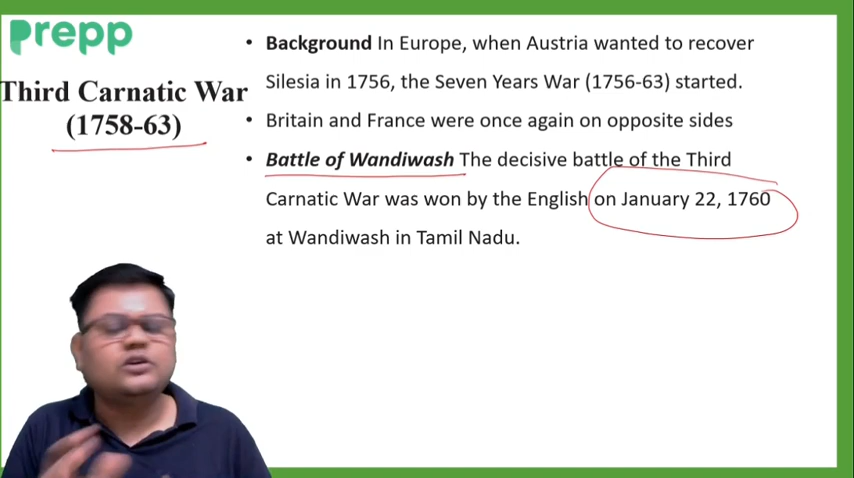 Prepp
Third Carnatic War
(1758-63)
• Background In Europe, when Austria wanted to recover
Silesia in 1756, the Seven Years War (1756-63) started.
• Britain and France were once again on opposite sides
• Battle of Wandiwash The decisive battle of the Third
Carnatic War was won by the English on January 22, 1760
at Wandiwash in Tamil Nadu.